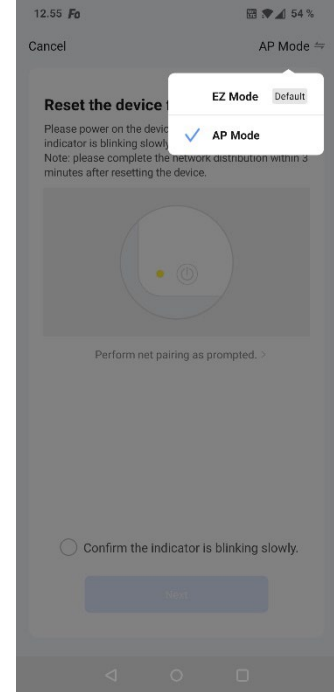 12.55 Fo
54 %
Cancel
AP Mode
EZ Mode Default
AP Mode
Reset the device
Please power on the devic
indicator is blinking slowly
Note: please complete the network distribution within 3
minutes after resetting the device.
Perform net pairing as prompted. >
Confirm the indicator is blinking slowly.
Next